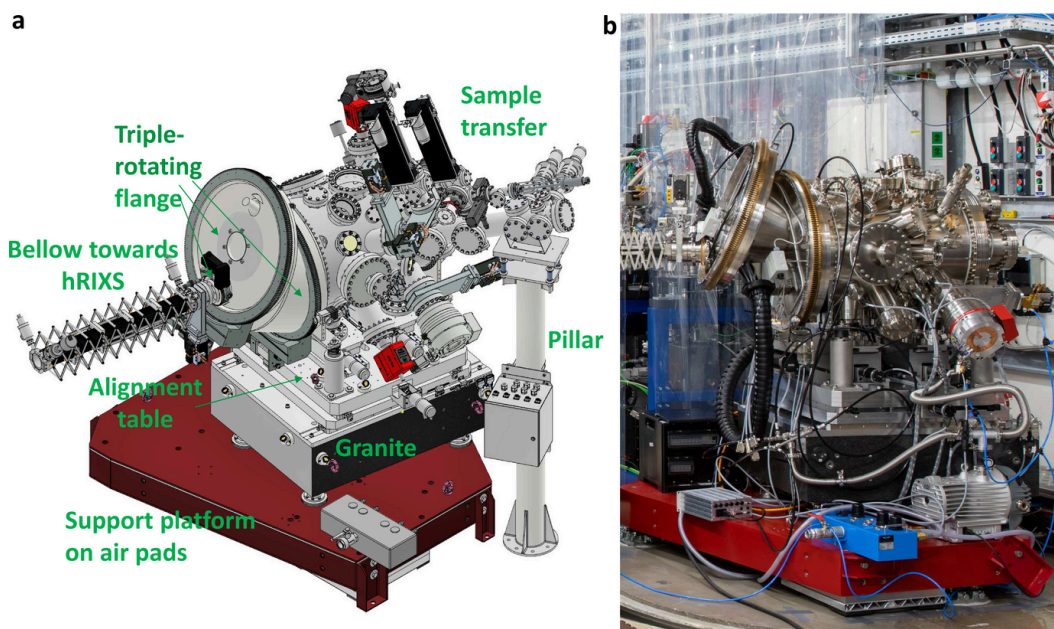 a
b
Sample
transfer
Triple-
rotating
flange
Bellow towards
hRIXS
Pillar
Alignment
table
Granite
Support platform
on air pads